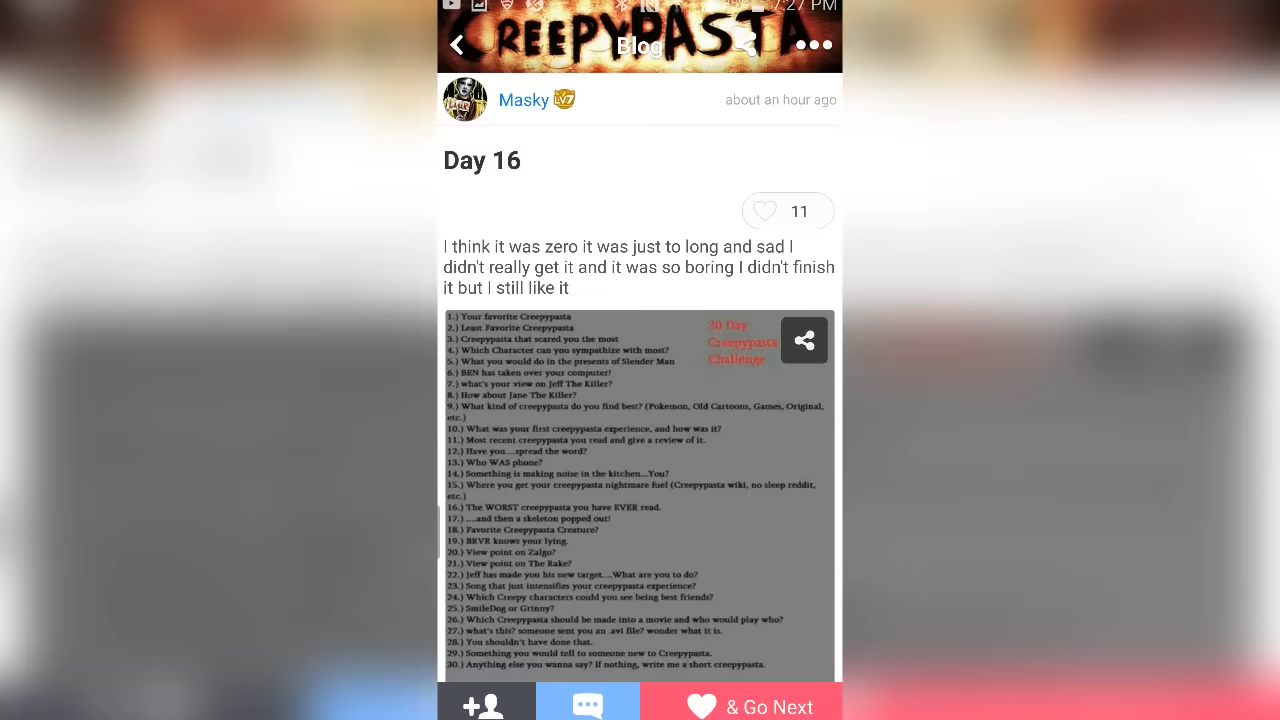 7:27 PM
CREEPYPASTA
Blog
Masky LV7
about an hour ago
Day 16
11
I think it was zero it was just to long and sad I
didn't really get it and it was so boring I didn't finish
it but I still like it
30 Day
Creepypasta
Challenge
1.) Your favorite Creepypasta
2.) Least Favorite Creepypasta
3.) Creepypasta that scared you the most
4.) Which Character can you sympathize with most?
5.) What you would do in the presents of Slender Man
6.) BEN has taken over your computer!
7.) what's your view on Jeff The Killer?
8.) How about Jane The Killer?
9.) What kind of creepypasta do you find best? (Pokemon, Old Cartoons, Games, Original,
etc.)
10.) What was your first creepypasta experience, and how was it?
11.) Most recent creepypasta you read and give a review of it.
12.) Have you....spread the word?
13.) Who WAS phone?
14.) Something is making noise in the kitchen...You?
15.) Where you get your creepypasta nightmare fuel (Creepypasta wiki, no sleep reddit,
etc.)
16.) The WORST creepypasta you have EVER read.
17.) ....and then a skeleton popped out!
18.) Favorite Creepypasta Creature?
19.) BEVR knows your lying.
20.) View point on Zalgo?
21.) View point on The Rake?
22.) Jeff has made you his new target....What are you to do?
23.) Song that just intensifies your creepypasta experience?
24.) Which Creepy characters could you see being best friends?
25.) SmileDog or Grinny?
26.) Which Creepypasta should be made into a movie and who would play who?
27.) what's this? someone sent you an .avi file? wonder what it is.
28.) You shouldn't have done that.
29.) Something you would tell to someone new to Creepypasta.
30.) Anything else you wanna say? If nothing, write me a short creepypasta.
& Go Next